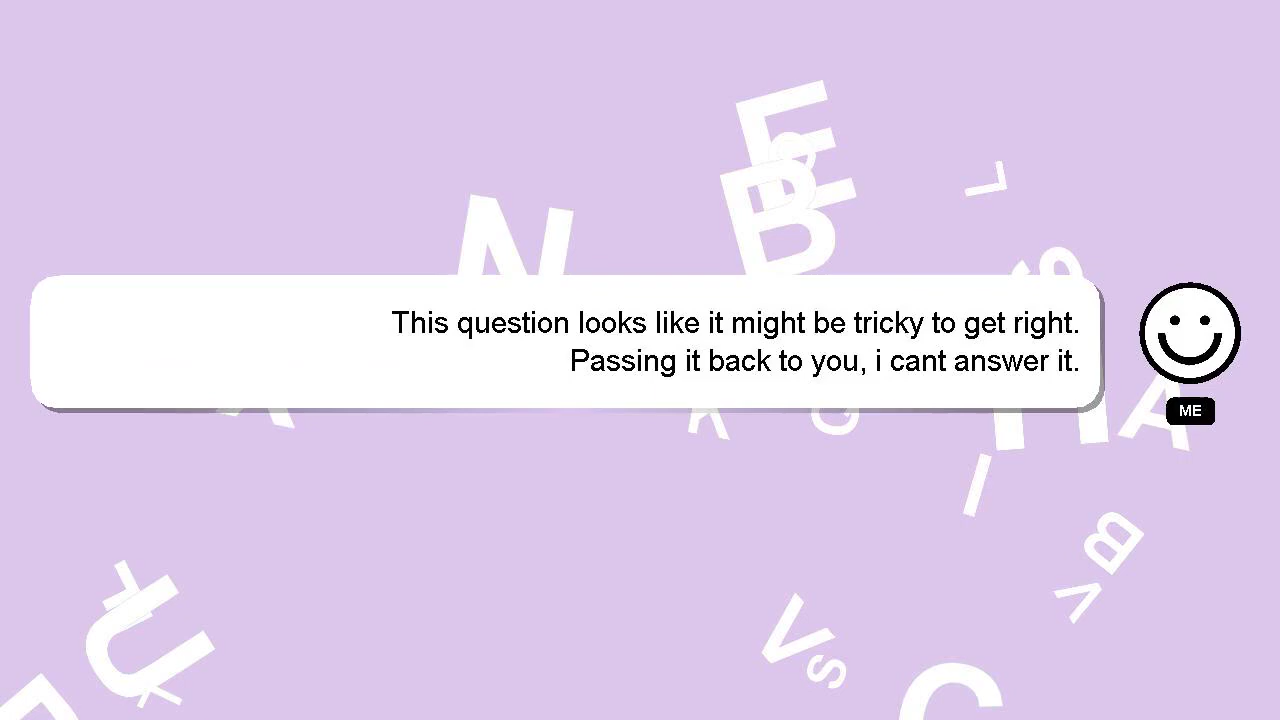 This question looks like it might be tricky to get right.
Passing it back to you, i cant answer it.
ME
E
B
L
N
S
K
G
A
I
B
V
U
V
S
C